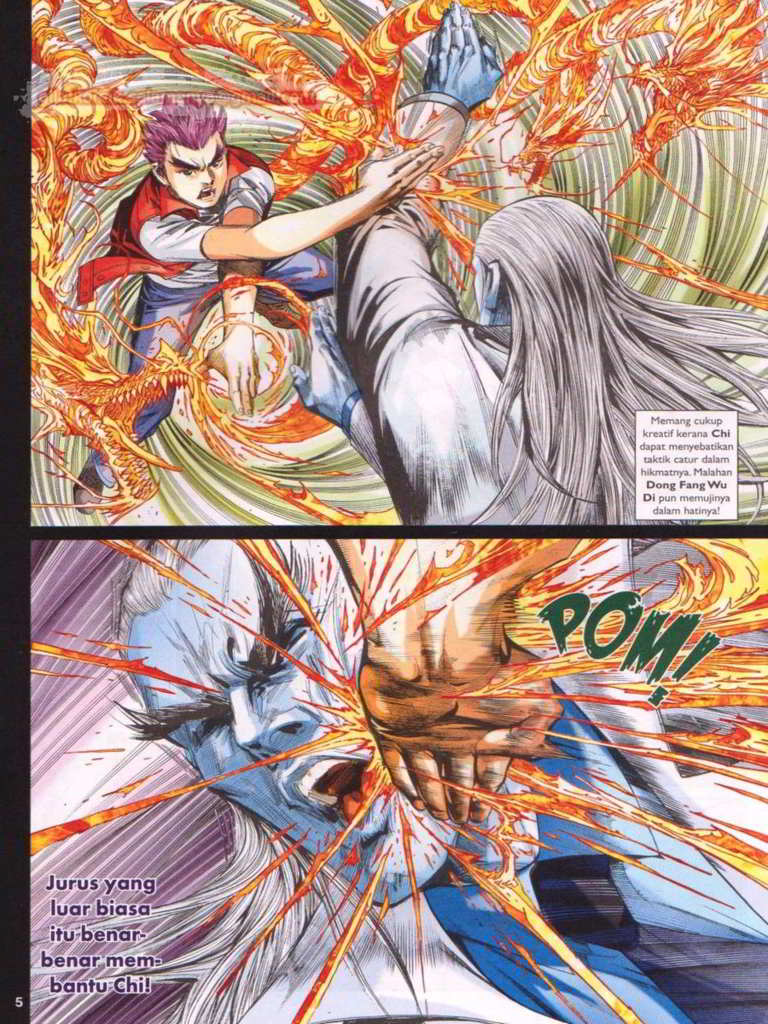 Memang cukup
kreatif kerana Chi
dapat menyebatikan
taktik catur dalam
hikmatnya. Malahan
Dong Fang Wu
Di pun memujinya
dalam hatinya!
POM!
Jurus yang
luar biasa
itu benar-
benar mem-
bantu Chi!
5